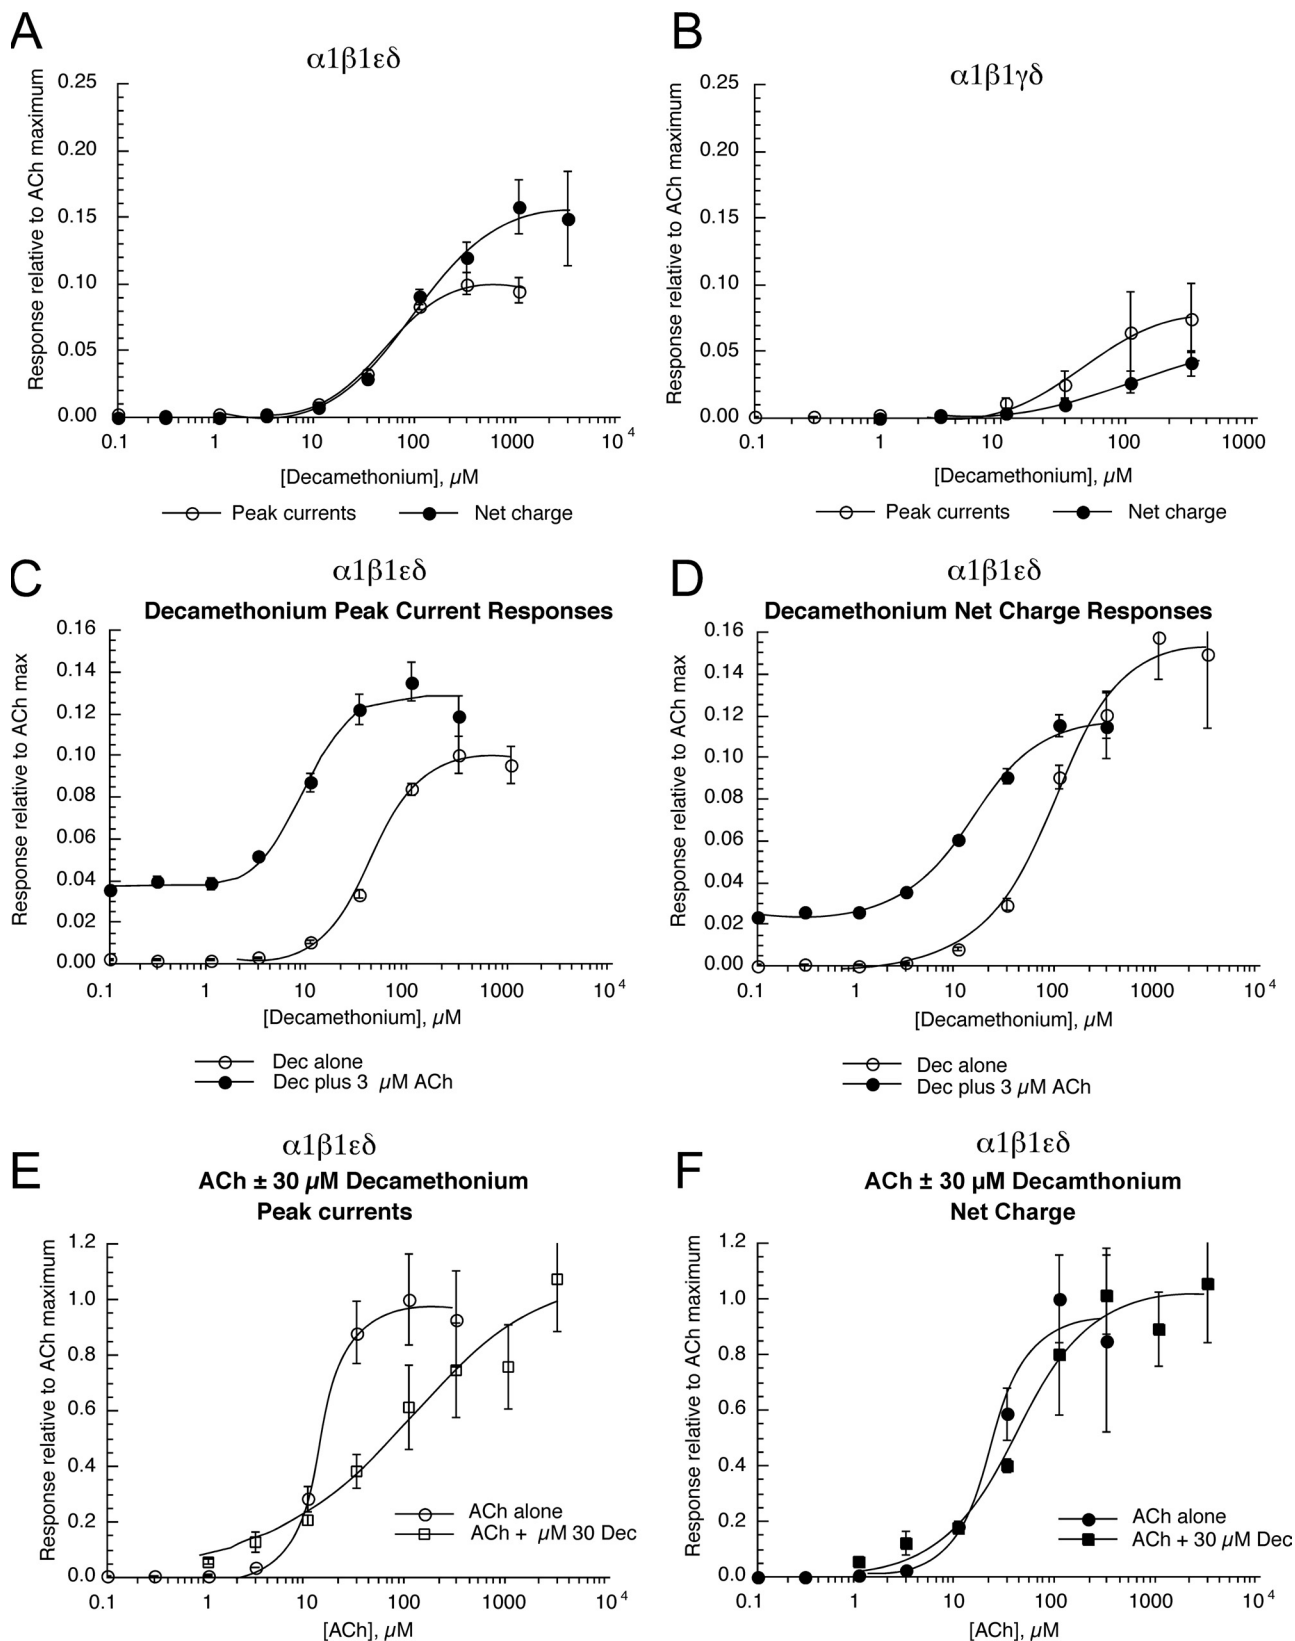 A
α1β1εδ
Response relative to ACh maximum
0.25
0.20
0.15
0.10
0.05
0.00
0.1 1 10 100 1000 10 4
[Decamethonium], µM
Peak currents Net charge
B
α1β1γδ
Response relative to ACh maximum
0.25
0.20
0.15
0.10
0.05
0.00
0.1 1 10 100 1000
[Decamethonium], µM
Peak currents Net charge
C
α1β1εδ
Decamethonium Peak Current Responses
Response relative to ACh max
0.16
0.14
0.12
0.10
0.08
0.06
0.04
0.02
0.00
0.1 1 10 100 1000 10 4
[Decamethonium], µM
Dec alone
Dec plus 3 µM ACh
D
α1β1εδ
Decamethonium Net Charge Responses
Response relative to ACh max
0.16
0.14
0.12
0.10
0.08
0.06
0.04
0.02
0.00
0.1 1 10 100 1000 10 4
[Decamethonium], µM
Dec alone
Dec plus 3 µM ACh
E
α1β1εδ
ACh ± 30 µM Decamethonium
Peak currents
Response relative to ACh maximum
1.2
1.0
0.8
0.6
0.4
0.2
0.0
0.1 1 10 100 1000 10 4
[ACh], µM
ACh alone
ACh + µM 30 Dec
F
α1β1εδ
ACh ± 30 µM Decamthonium
Net Charge
Response relative to ACh maximum
1.2
1.0
0.8
0.6
0.4
0.2
0.0
0.1 1 10 100 1000 10 4
[ACh], µM
ACh alone
ACh + 30 µM Dec